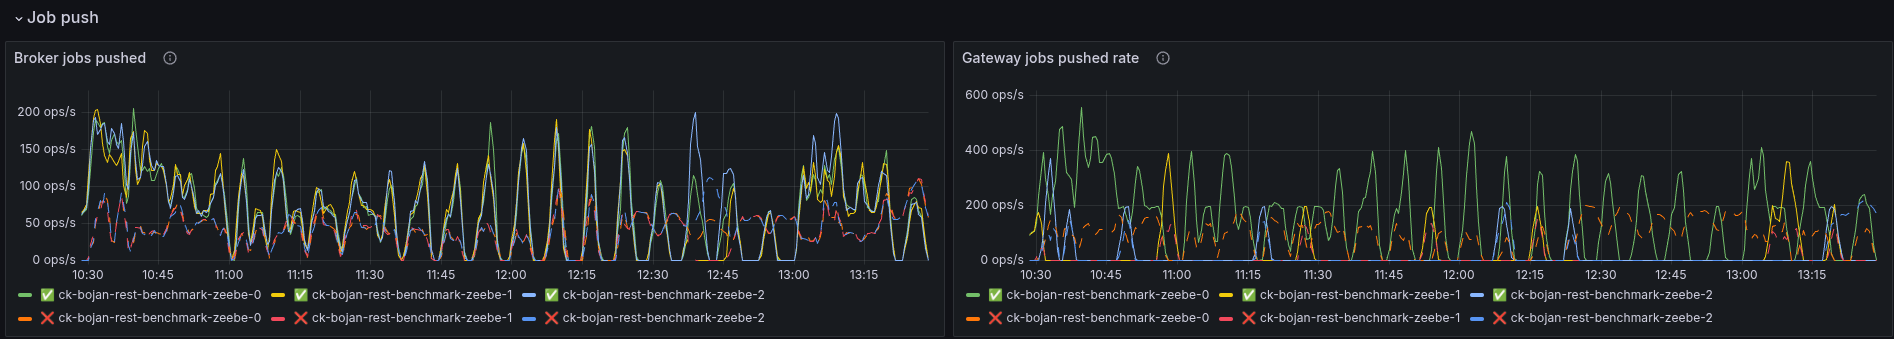 Job push
Broker jobs pushed
200 ops/s
150 ops/s
100 ops/s
50 ops/s
0 ops/s
10:30 10:45 11:00 11:15 11:30 11:45 12:00 12:15 12:30 12:45 13:00 13:15
✅ ck-bojan-rest-benchmark-zeebe-0 ✅ ck-bojan-rest-benchmark-zeebe-1 ✅ ck-bojan-rest-benchmark-zeebe-2
❌ ck-bojan-rest-benchmark-zeebe-0 ❌ ck-bojan-rest-benchmark-zeebe-1 ❌ ck-bojan-rest-benchmark-zeebe-2
Gateway jobs pushed rate
600 ops/s
400 ops/s
200 ops/s
0 ops/s
10:30 10:45 11:00 11:15 11:30 11:45 12:00 12:15 12:30 12:45 13:00 13:15
✅ ck-bojan-rest-benchmark-zeebe-0 ✅ ck-bojan-rest-benchmark-zeebe-1 ✅ ck-bojan-rest-benchmark-zeebe-2
❌ ck-bojan-rest-benchmark-zeebe-0 ❌ ck-bojan-rest-benchmark-zeebe-1 ❌ ck-bojan-rest-benchmark-zeebe-2